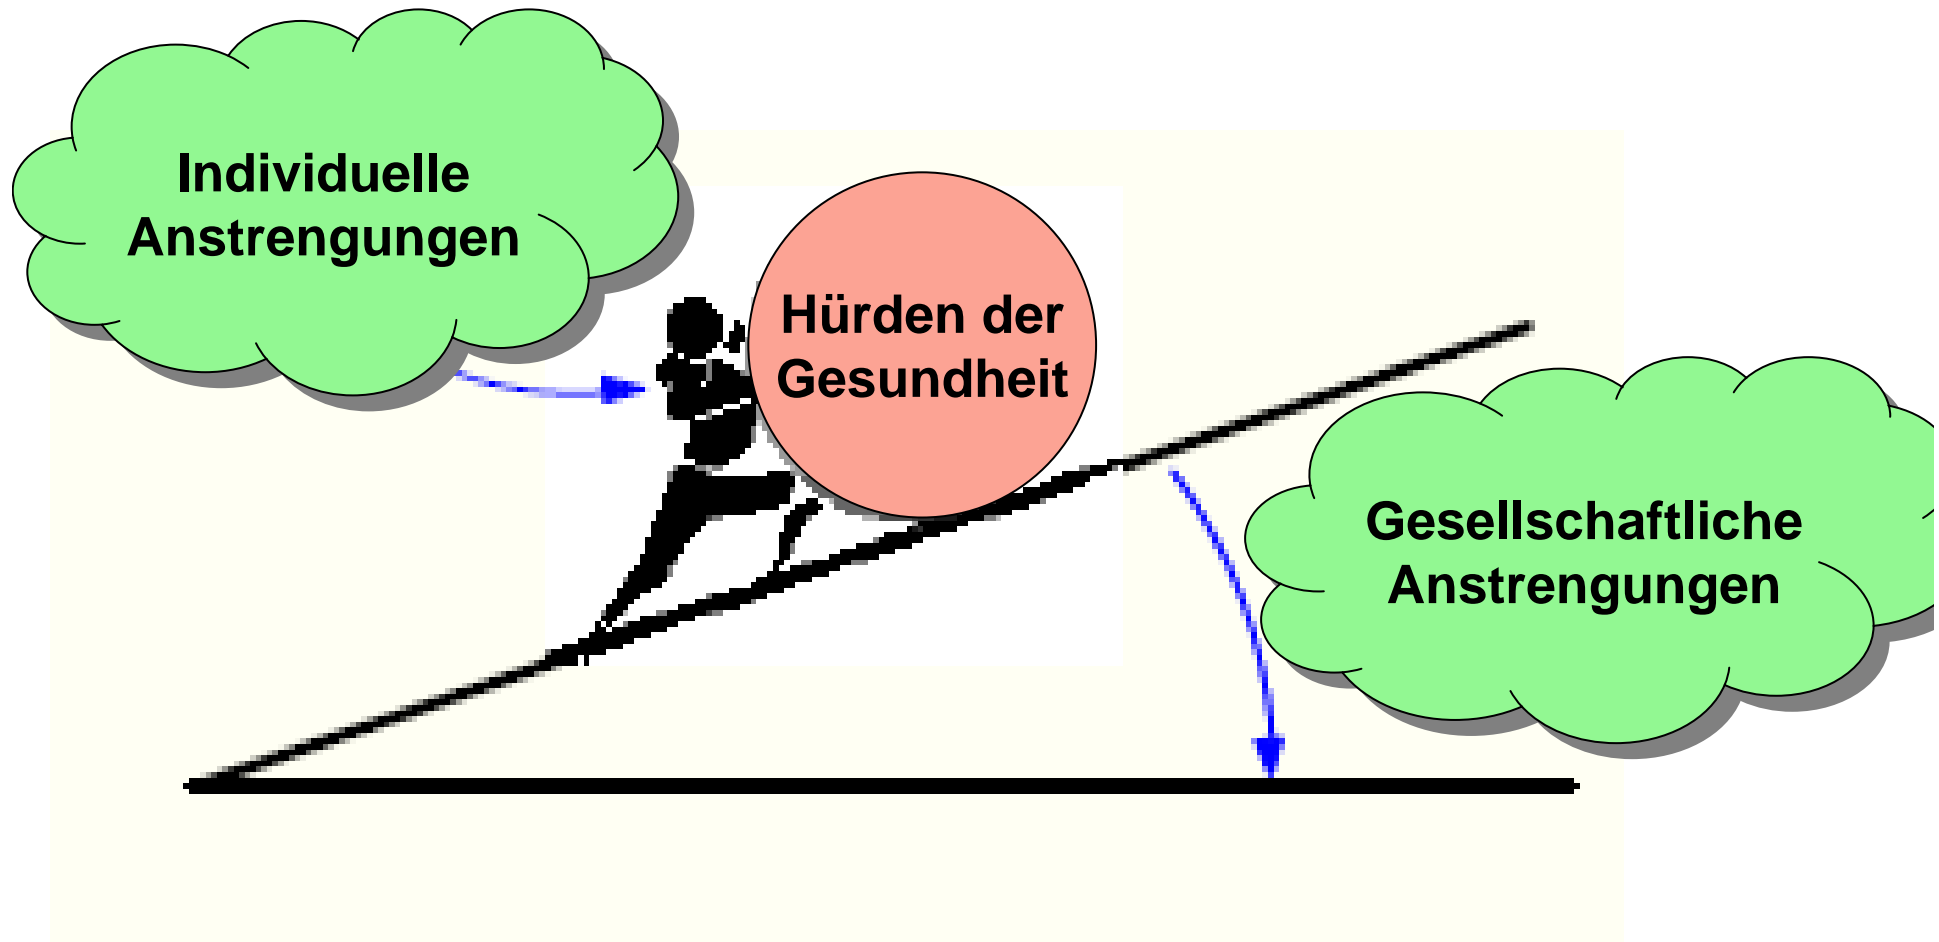 Individuelle
Anstrengungen
Hürden der
Gesundheit
Gesellschaftliche
Anstrengungen